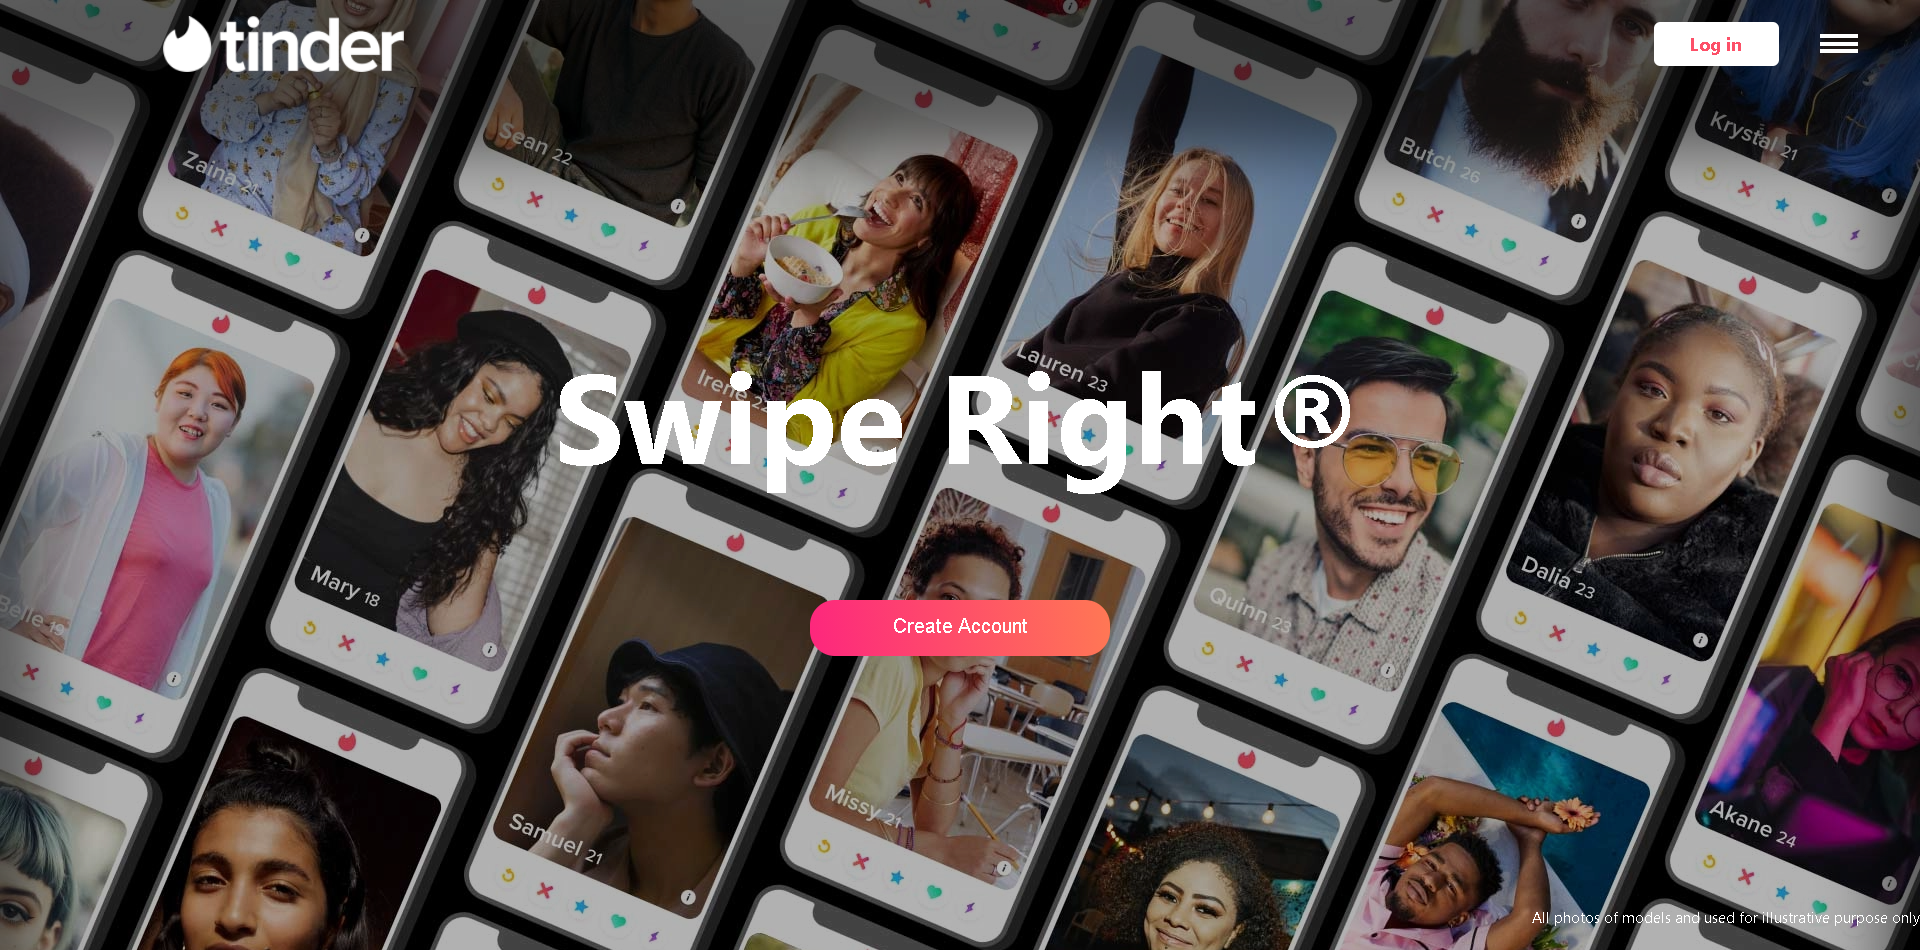 tinder
Log in
Zaina 21
Sean 22
Butch 26
Krystal 21
Irene 22
Lauren 23
Swipe Right®
Belle 19
Mary 18
Quinn 23
Dalia 23
Create Account
Samuel 21
Missy 21
Akane 24
All photos of models and used for illustrative purpose only